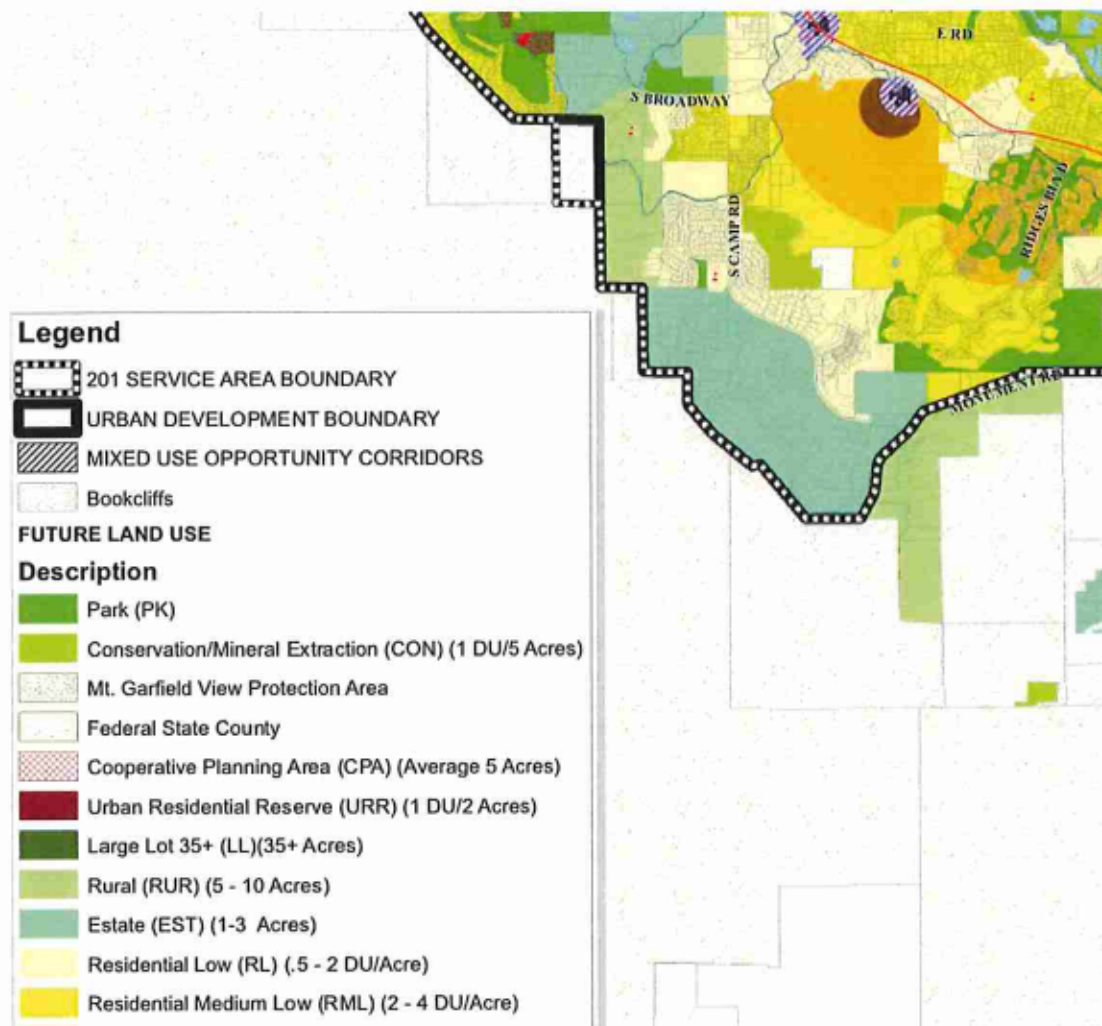 E RD
S BROADWAY
S CAMP RD
RIDGES BLVD
MONUMENT RD
Legend
201 SERVICE AREA BOUNDARY
URBAN DEVELOPMENT BOUNDARY
MIXED USE OPPORTUNITY CORRIDORS
Bookcliffs
FUTURE LAND USE
Description
Park (PK)
Conservation/Mineral Extraction (CON) (1 DU/5 Acres)
Mt. Garfield View Protection Area
Federal State County
Cooperative Planning Area (CPA) (Average 5 Acres)
Urban Residential Reserve (URR) (1 DU/2 Acres)
Large Lot 35+ (LL)(35+ Acres)
Rural (RUR) (5 - 10 Acres)
Estate (EST) (1-3 Acres)
Residential Low (RL) (.5 - 2 DU/Acre)
Residential Medium Low (RML) (2 - 4 DU/Acre)